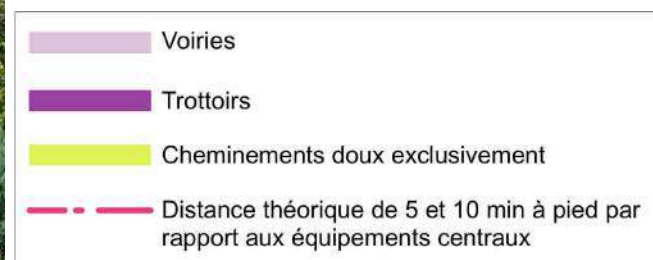 Voiries
Trottoirs
Cheminements doux exclusivement
Distance théorique de 5 et 10 min à pied par
rapport aux équipements centraux